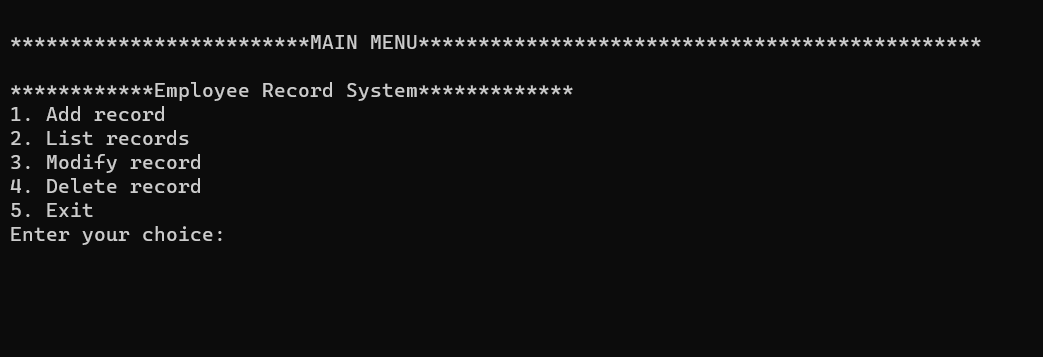 *************************MAIN MENU***********************************************
************Employee Record System*************
1. Add record
2. List records
3. Modify record
4. Delete record
5. Exit
Enter your choice: